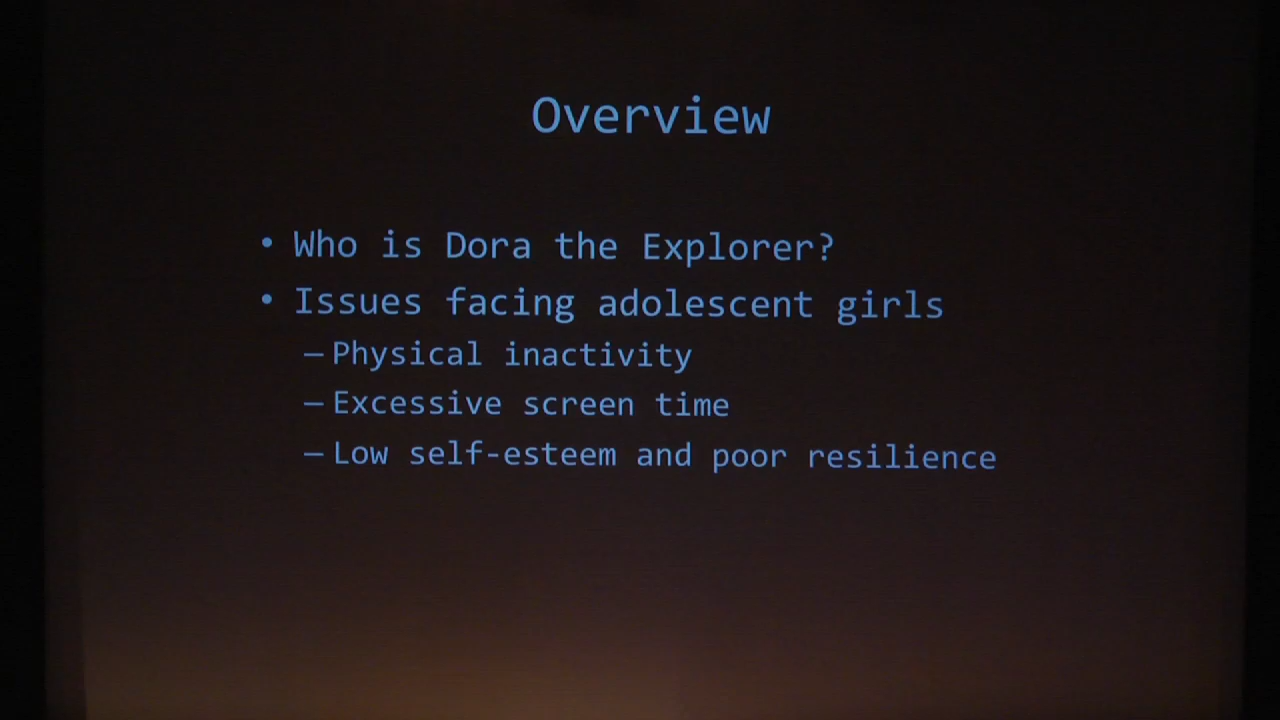 Overview
• Who is Dora the Explorer?
• Issues facing adolescent girls
– Physical inactivity
– Excessive screen time
– Low self-esteem and poor resilience